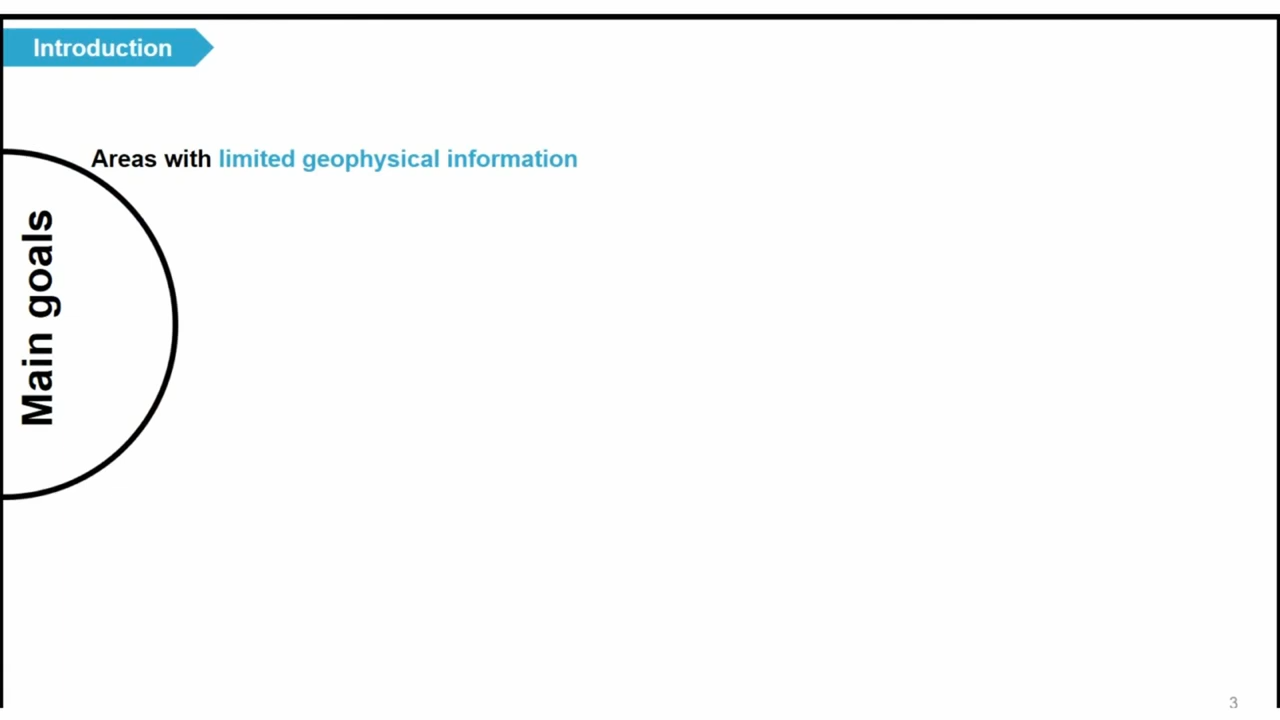 Introduction
Areas with limited geophysical information
Main goals
3